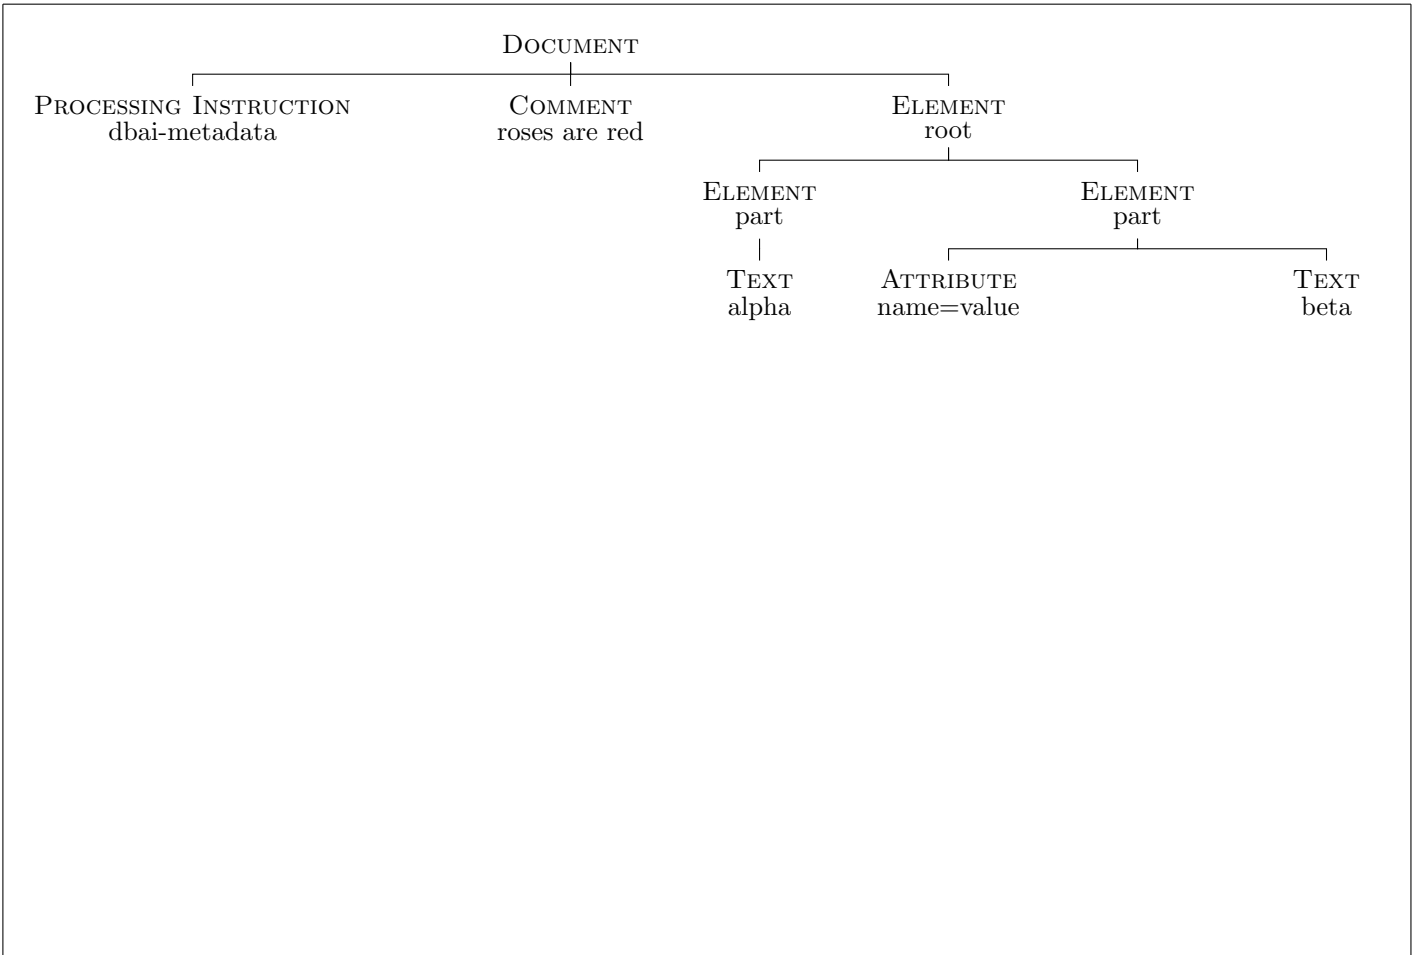 DOCUMENT
PROCESSING INSTRUCTION
dbai-metadata
COMMENT
roses are red
ELEMENT
root
ELEMENT
part
ELEMENT
part
TEXT
alpha
ATTRIBUTE
name=value
TEXT
beta